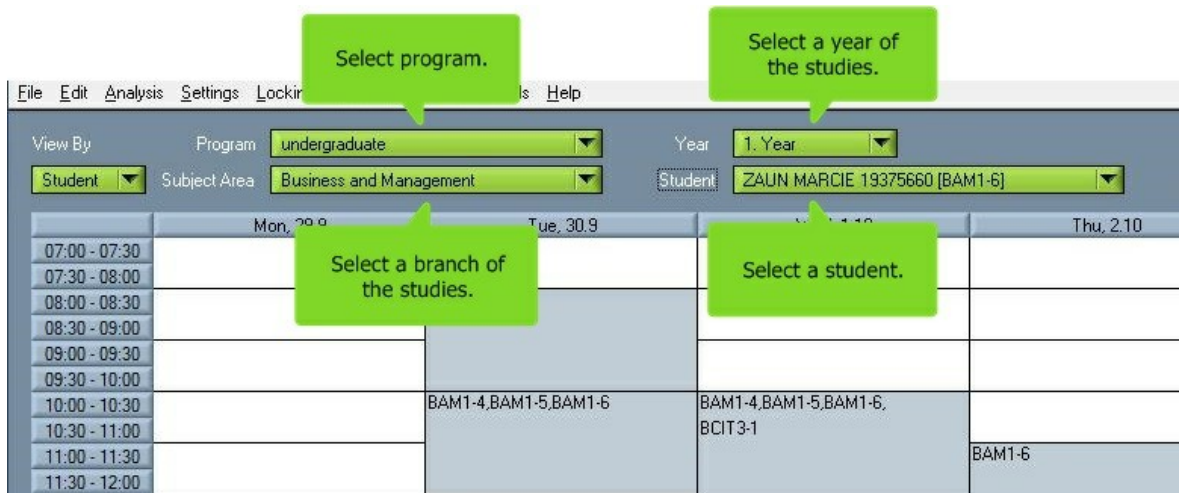 Select program.
Select a year of
the studies.
File Edit Analysis Settings Help
View By Program undergraduate Year 1. Year
Student Subject Area Business and Management Student ZAUN MARCIE 19375660 [BAM1-6]
Mon, 29.9 Tue, 30.9 Thu, 2.10
07:00 - 07:30
07:30 - 08:00
Select a branch of
the studies.
Select a student.
08:00 - 08:30
08:30 - 09:00
09:00 - 09:30
09:30 - 10:00
10:00 - 10:30 BAM1-4,BAM1-5,BAM1-6 BAM1-4,BAM1-5,BAM1-6,
10:30 - 11:00 BCIT3-1
11:00 - 11:30 BAM1-6
11:30 - 12:00